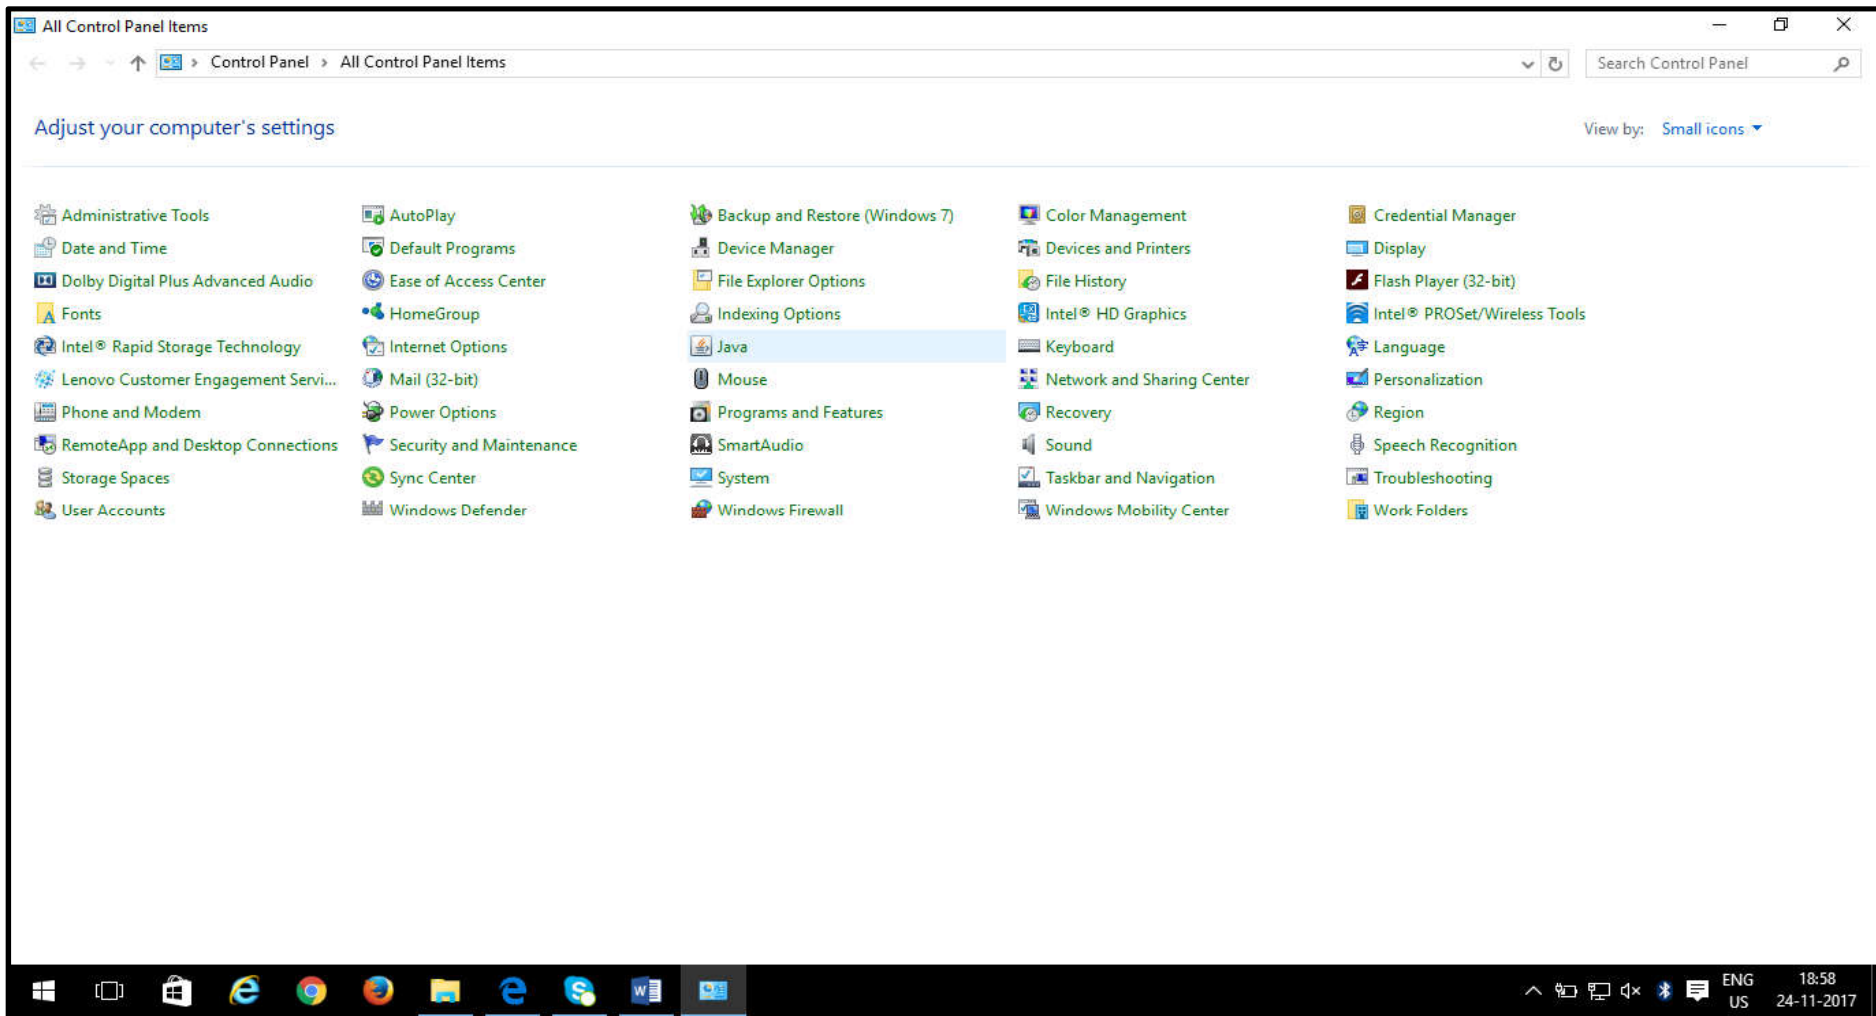 All Control Panel Items
Control Panel > All Control Panel Items
Search Control Panel
Adjust your computer's settings
View by: Small icons
Administrative Tools AutoPlay Backup and Restore (Windows 7) Color Management Credential Manager
Date and Time Default Programs Device Manager Devices and Printers Display
Dolby Digital Plus Advanced Audio Ease of Access Center File Explorer Options File History Flash Player (32-bit)
Fonts HomeGroup Indexing Options Intel® HD Graphics Intel® PROSet/Wireless Tools
Intel® Rapid Storage Technology Internet Options Java Keyboard Language
Lenovo Customer Engagement Servi... Mail (32-bit) Mouse Network and Sharing Center Personalization
Phone and Modem Power Options Programs and Features Recovery Region
RemoteApp and Desktop Connections Security and Maintenance SmartAudio Sound Speech Recognition
Storage Spaces Sync Center System Taskbar and Navigation Troubleshooting
User Accounts Windows Defender Windows Firewall Windows Mobility Center Work Folders
ENG 18:58
US 24-11-2017